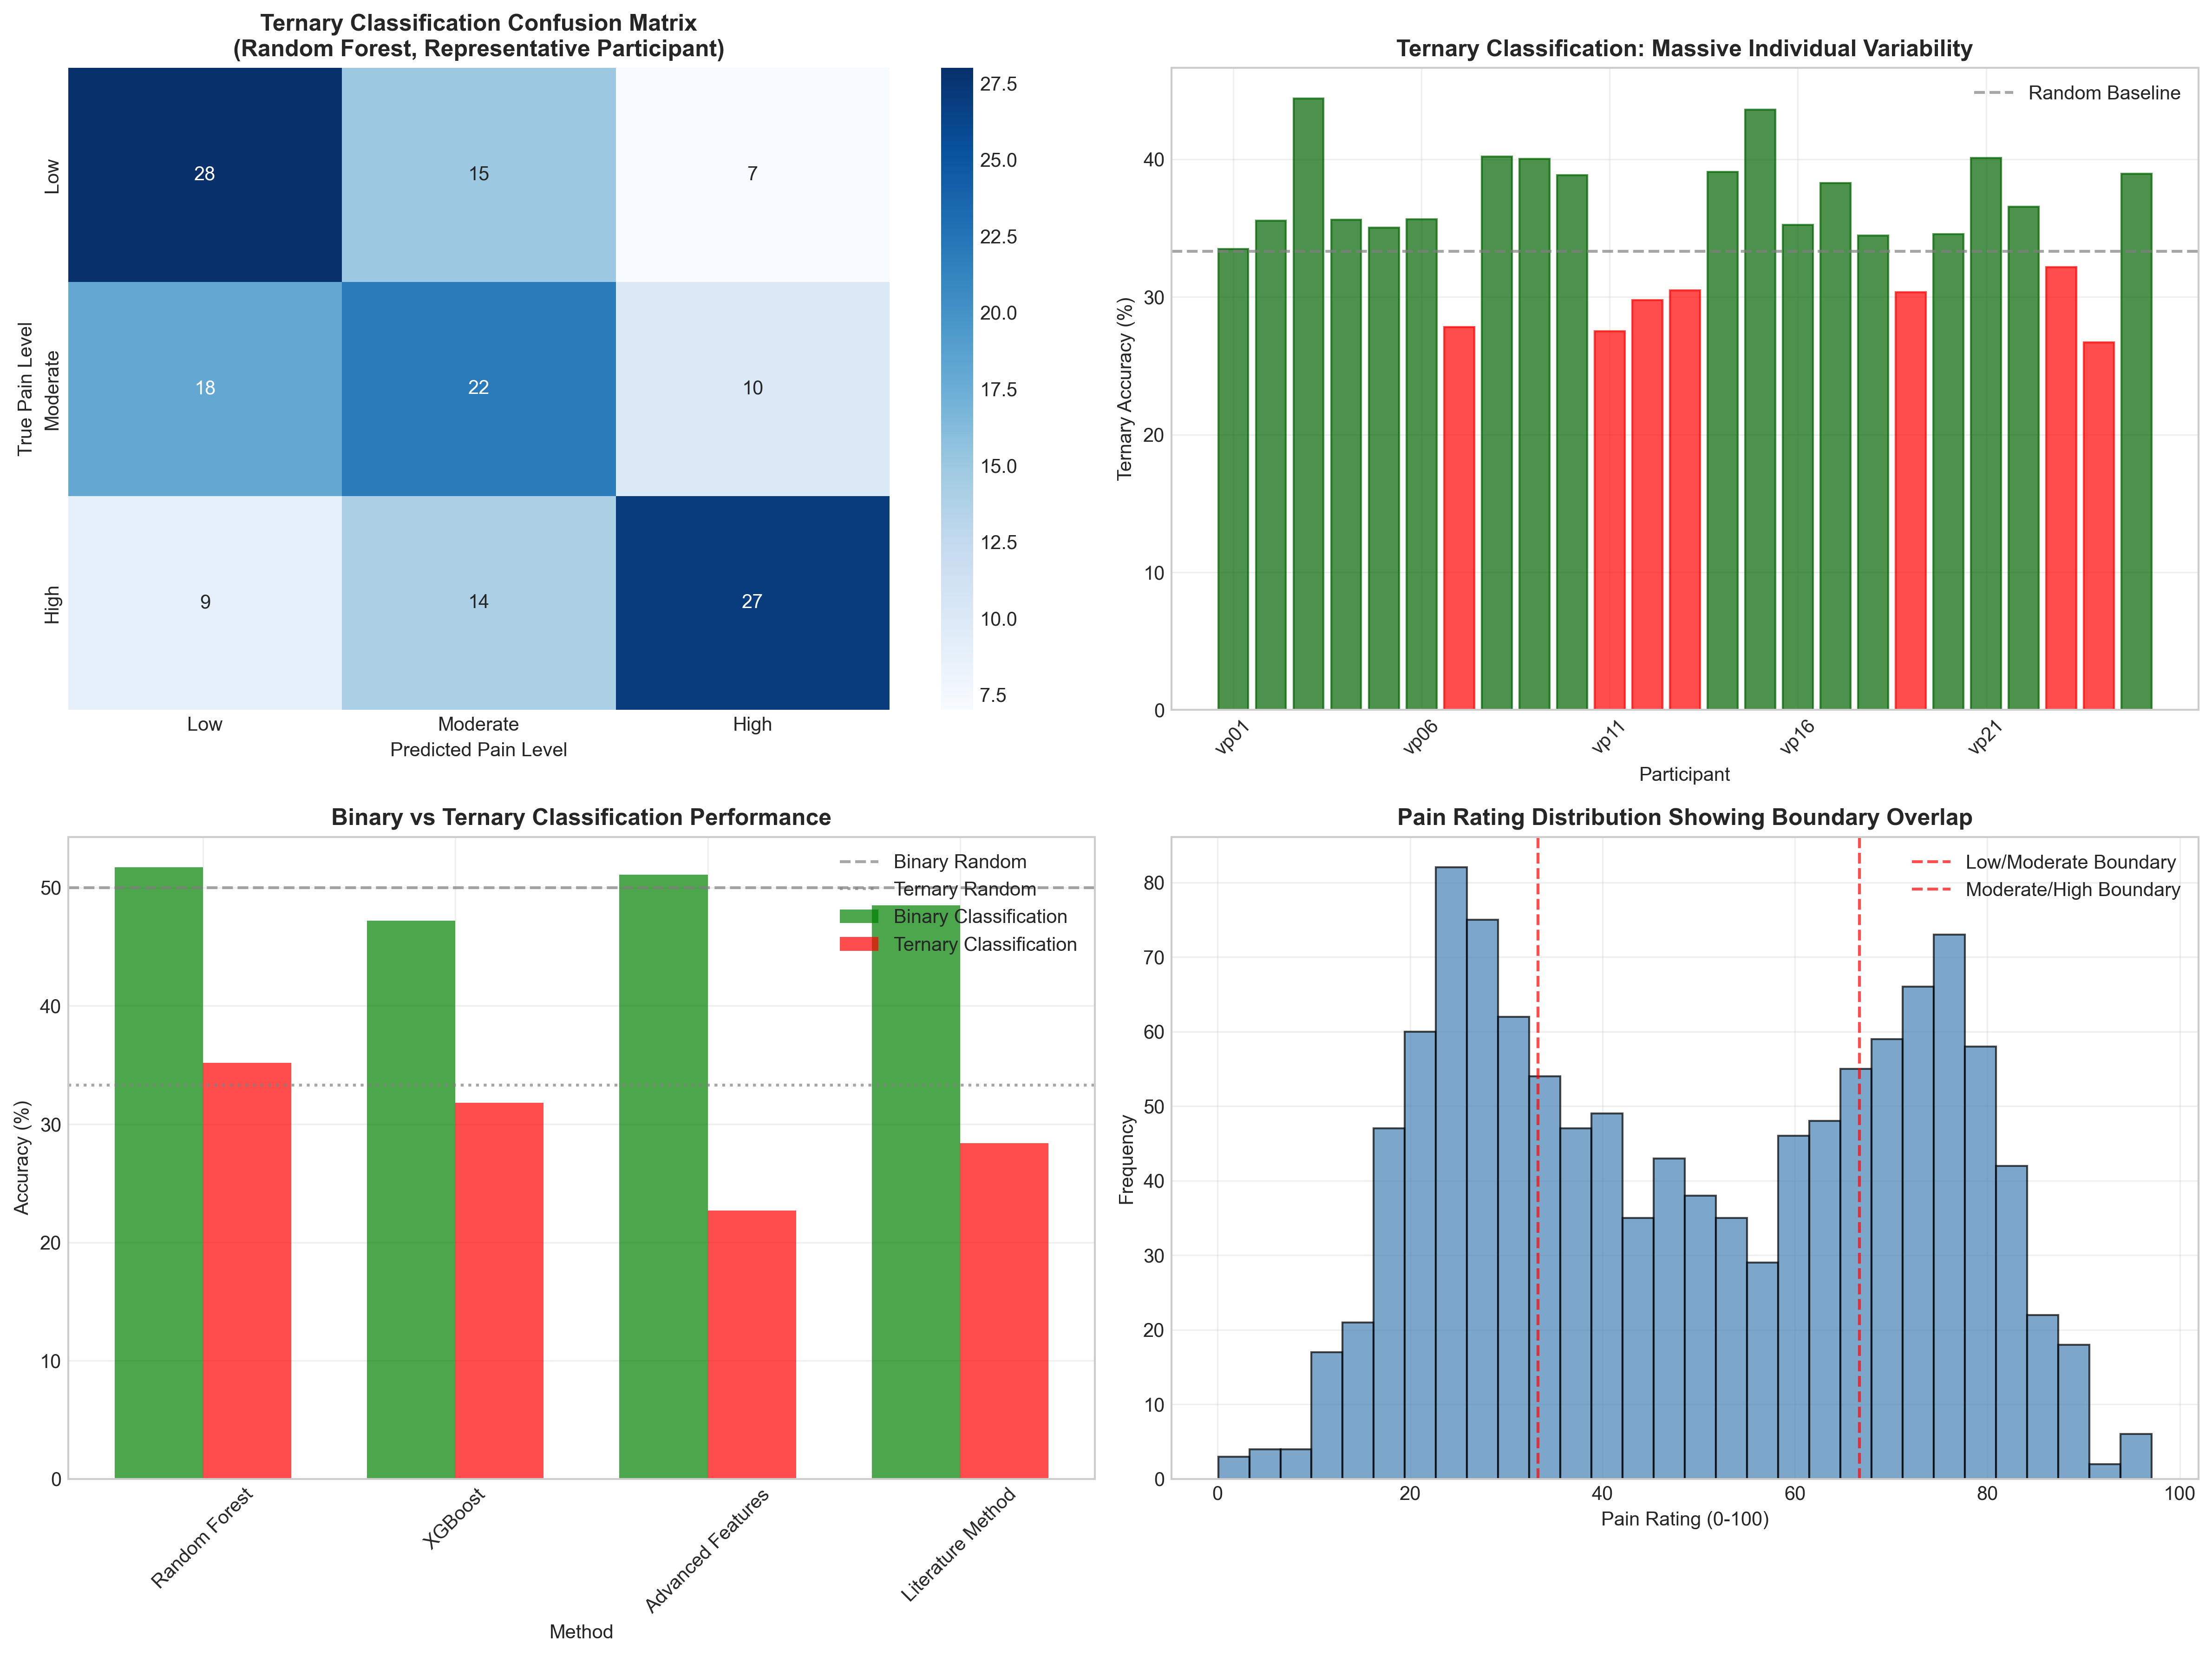 Ternary Classification Confusion Matrix
(Random Forest, Representative Participant)
True Pain Level
Low
Moderate
High
28 15 7
18 22 10
9 14 27
Low Moderate High
Predicted Pain Level
27.5
25.0
22.5
20.0
17.5
15.0
12.5
10.0
7.5
Ternary Classification: Massive Individual Variability
Random Baseline
Ternary Accuracy (%)
40
30
20
10
0
vp01 vp06 vp11 vp16 vp21
Participant
Binary vs Ternary Classification Performance
Binary Random
Ternary Random
Binary Classification
Ternary Classification
Accuracy (%)
50
40
30
20
10
0
Random Forest XGBoost Advanced Features Literature Method
Method
Pain Rating Distribution Showing Boundary Overlap
Low/Moderate Boundary
Moderate/High Boundary
Frequency
80
70
60
50
40
30
20
10
0
0 20 40 60 80 100
Pain Rating (0-100)